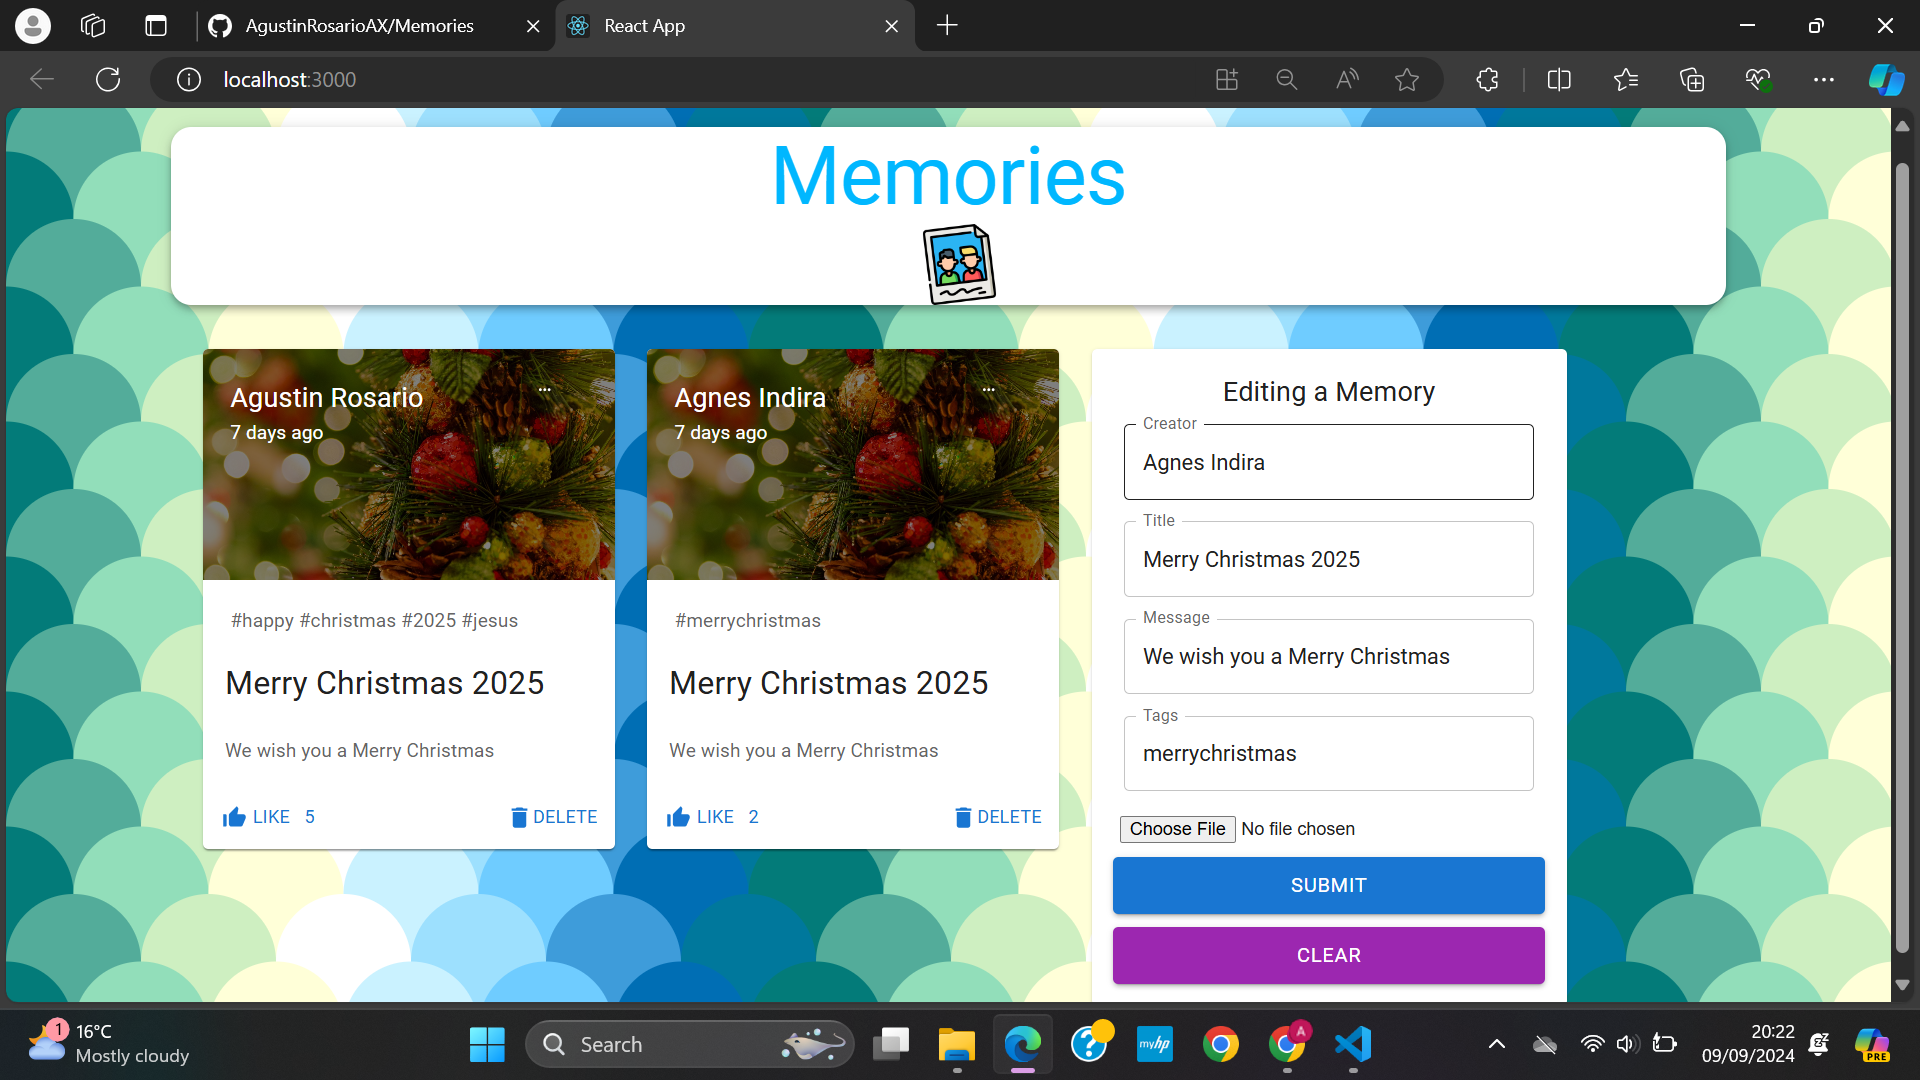 AgustinRosarioAX/Memories
React App
localhost:3000
Memories
Agustin Rosario
7 days ago
#happy #christmas #2025 #jesus
Merry Christmas 2025
We wish you a Merry Christmas
LIKE 5
DELETE
Agnes Indira
7 days ago
#merrychristmas
Merry Christmas 2025
We wish you a Merry Christmas
LIKE 2
DELETE
Editing a Memory
Creator
Agnes Indira
Title
Merry Christmas 2025
Message
We wish you a Merry Christmas
Tags
merrychristmas
Choose File No file chosen
SUBMIT
CLEAR
1
16°C
Mostly cloudy
Search
?
myhp
A
20:22
09/09/2024
PRE